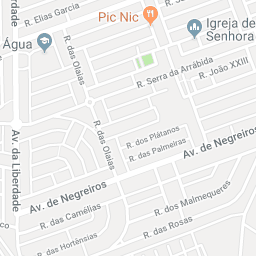 R. Elias Garcia
Pic Nic
Igreja de
Senhora
Água
R. das Olaias
R. João XXIII
R. Serra da Arrábida
Liberdade
Av. da Liberdade
R. das Olaias
R. dos Plátanos
R. das Palmeiras
Av. de Negreiros
Av. de Negreiros
R. dos Malmequeres
R. das Camélias
R. das Rosas
R. das Hortênsias
co